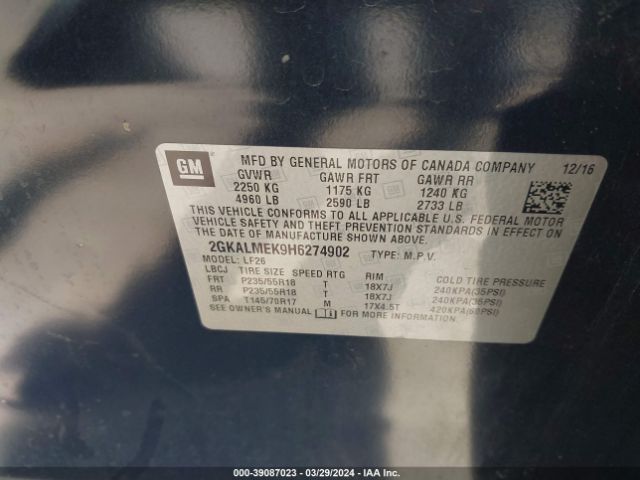 GM
MFD BY GENERAL MOTORS OF CANADA COMPANY 12/16
GVWR GAWR FRT GAWR RR
2250 KG 1175 KG 1240 KG
4960 LB 2590 LB 2733 LB
THIS VEHICLE CONFORMS TO ALL APPLICABLE U.S. FEDERAL MOTOR
VEHICLE SAFETY AND THEFT PREVENTION STANDARDS IN EFFECT ON
THE DATE OF MANUFACTURE SHOWN ABOVE.
2GKALMEK9H6274902 TYPE: M.P.V.
MODEL: LF26
LBCJ TIRE SIZE SPEED RTG RIM COLD TIRE PRESSURE
FRT P235/55R18 T 18X7J 240KPA(35PSI)
RR P235/55R18 T 18X7J 240KPA(35PSI)
SPA T145/70R17 M 17X4.5T 420KPA(60PSI)
SEE OWNER'S MANUAL FOR MORE INFORMATION.
000-39087023 — 03/29/2024 — IAA Inc.